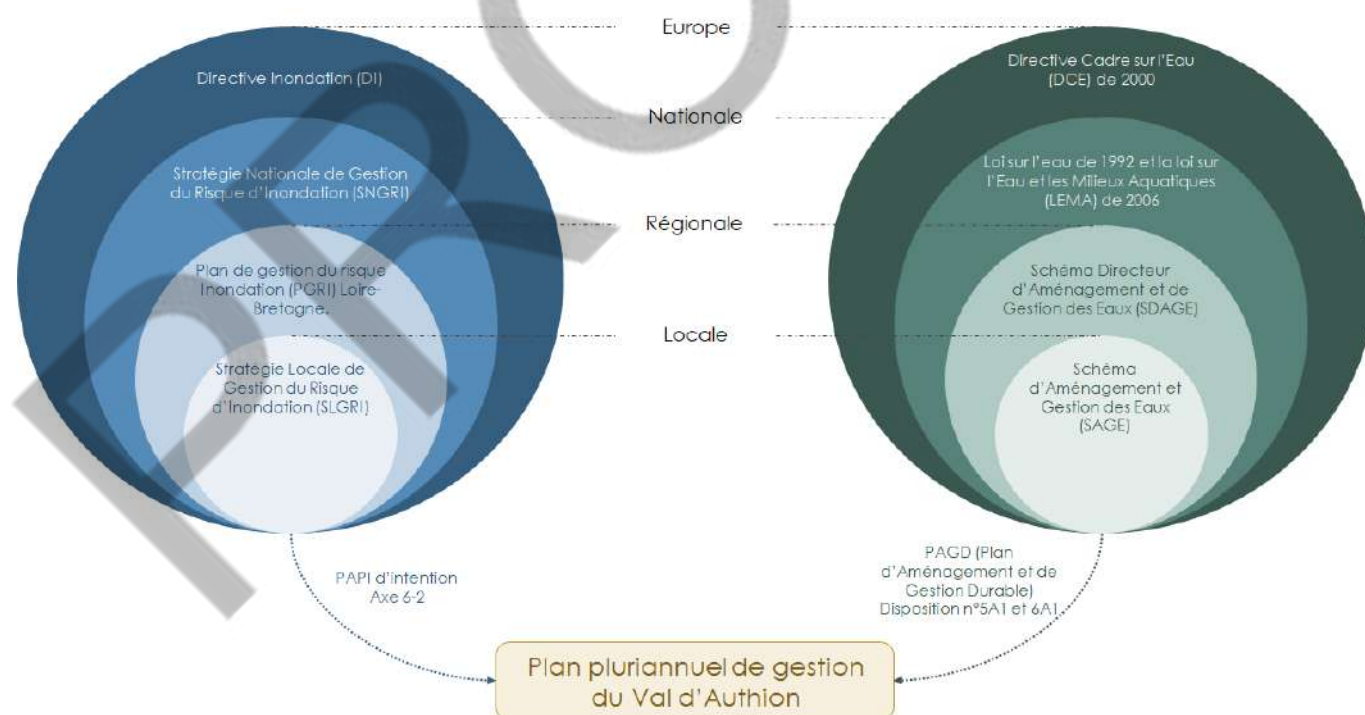 Europe
Directive Inondation (DI)
Directive Cadre sur l'Eau
(DCE) de 2000
Nationale
Stratégie Nationale de Gestion
du Risque d'Inondation (SNGRI)
Loi sur l'eau de 1992 et la loi sur
l'Eau et les Milieux Aquatiques
(LEMA) de 2006
Régionale
Plan de gestion du risque
Inondation (PGRI) Loire-
Bretagne.
Schéma Directeur
d'Aménagement et de
Gestion des Eaux (SDAGE)
Locale
Stratégie Locale de
Gestion du Risque
d'Inondation (SLGRI)
Schéma
d'Aménagement et
Gestion des Eaux
(SAGE)
PAPI d'intention
Axe 6-2
PAGD (Plan
d'Aménagement et de
Gestion Durable)
Disposition n°5A1 et 6A1
Plan pluriannuel de gestion
du Val d'Authion
PRO